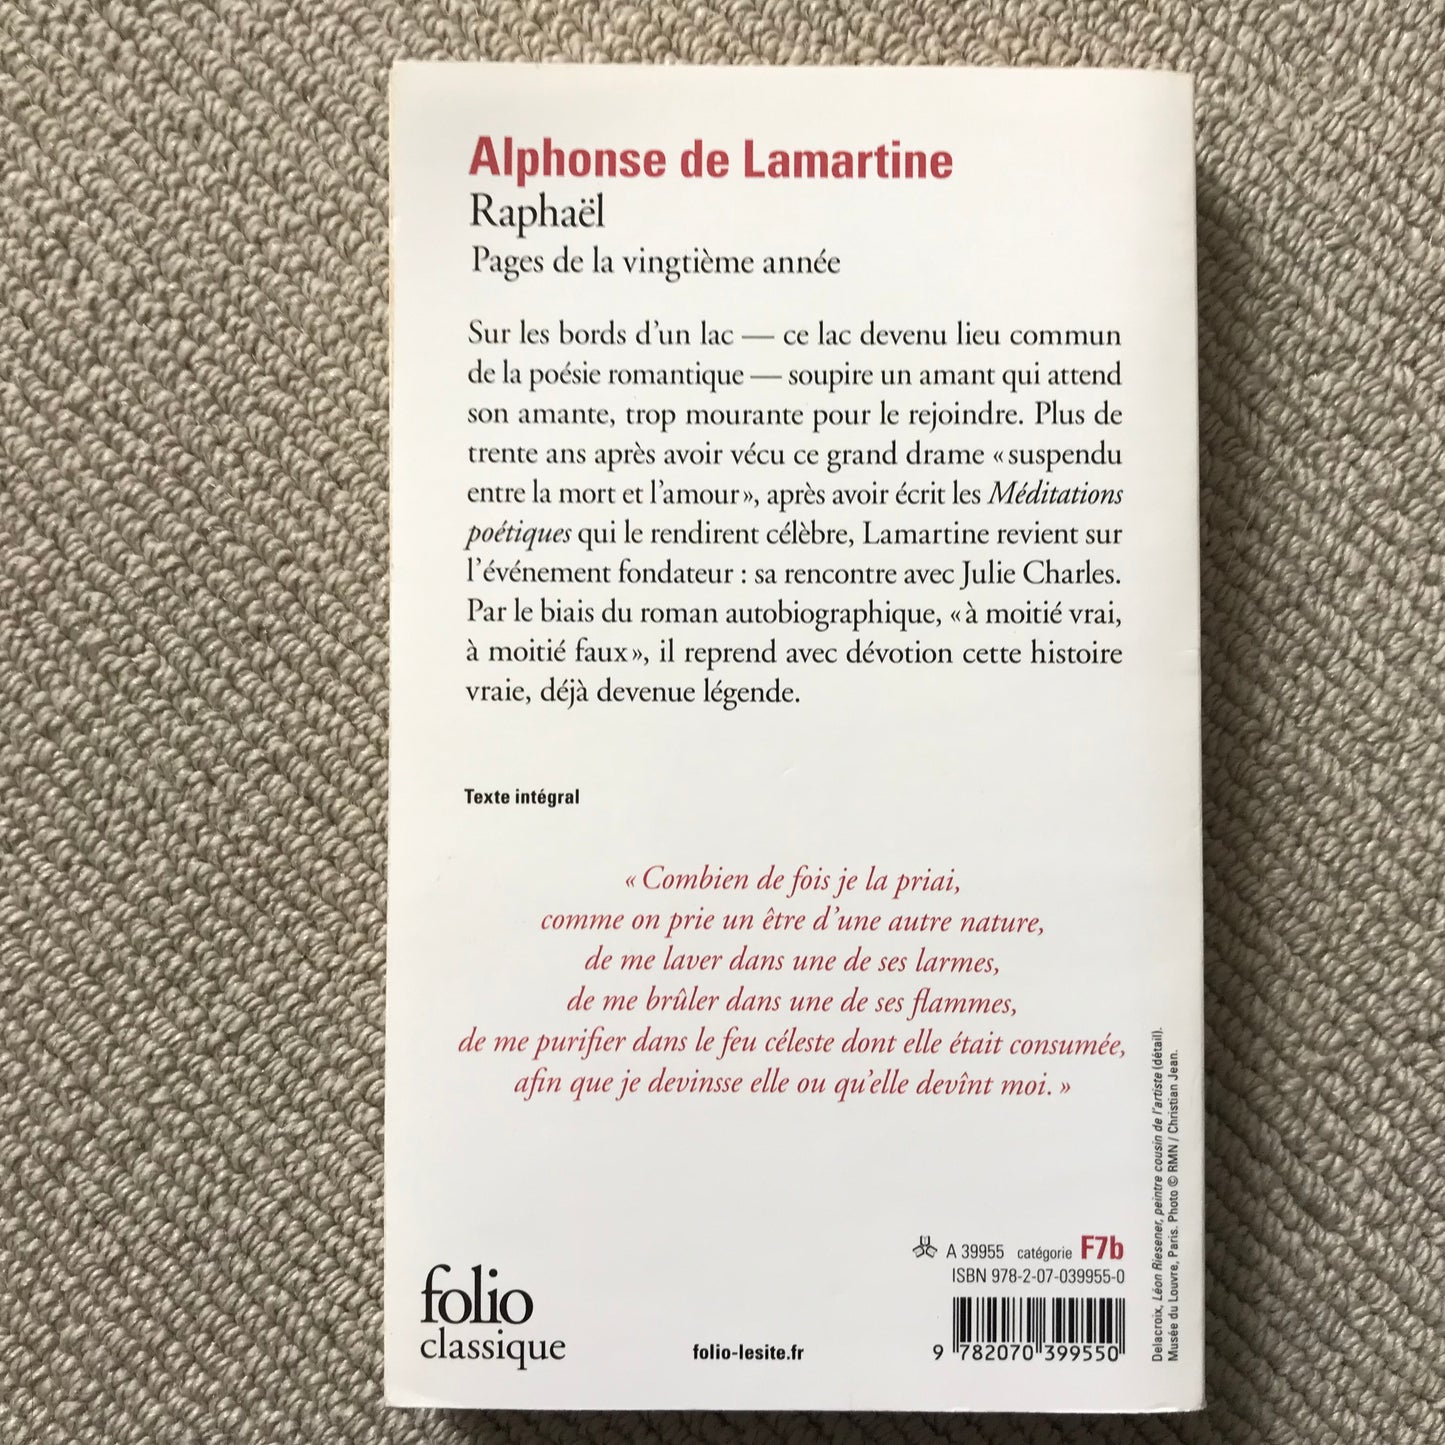 Alphonse de Lamartine
Raphaël
Pages de la vingtième année
Sur les bords d'un lac — ce lac devenu lieu commun
de la poésie romantique — soupire un amant qui attend
son amante, trop mourante pour le rejoindre. Plus de
trente ans après avoir vécu ce grand drame « suspendu
entre la mort et l'amour », après avoir écrit les Méditations
poétiques qui le rendirent célèbre, Lamartine revient sur
l'événement fondateur : sa rencontre avec Julie Charles.
Par le biais du roman autobiographique, « à moitié vrai,
à moitié faux », il reprend avec dévotion cette histoire
vraie, déjà devenue légende.
Texte intégral
« Combien de fois je la priai,
comme on prie un être d'une autre nature,
de me laver dans une de ses larmes,
de me brûler dans une de ses flammes,
de me purifier dans le feu céleste dont elle était consumée,
afin que je devinsse elle ou qu'elle devînt moi. »
A 39955 catégorie F7b
ISBN 978-2-07-039955-0
9 782070 399550
folio
classique
folio-lesite.fr
Delacroix, Léon Riesener, peintre cousin de l'artiste (détail).
Musée du Louvre, Paris. Photo © RMN / Christian Jean.